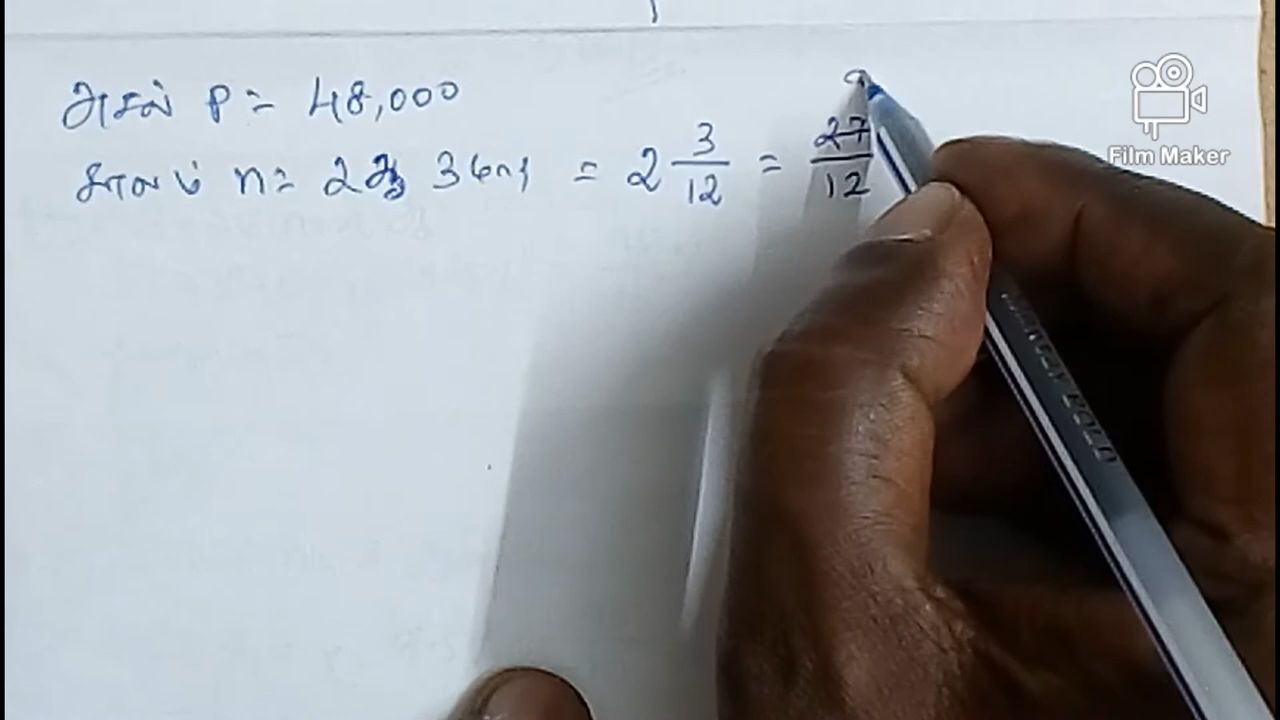 அசல் P = 48,000
காலம் n = 2ஆ 3மா = 2 3/12 = 27/12
Film Maker